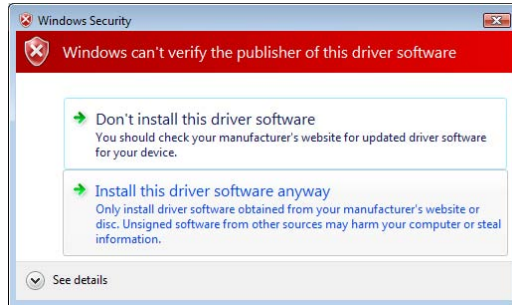 Windows Security
Windows can't verify the publisher of this driver software
Don't install this driver software
You should check your manufacturer's website for updated driver software
for your device.
Install this driver software anyway
Only install driver software obtained from your manufacturer's website or
disc. Unsigned software from other sources may harm your computer or steal
information.
See details